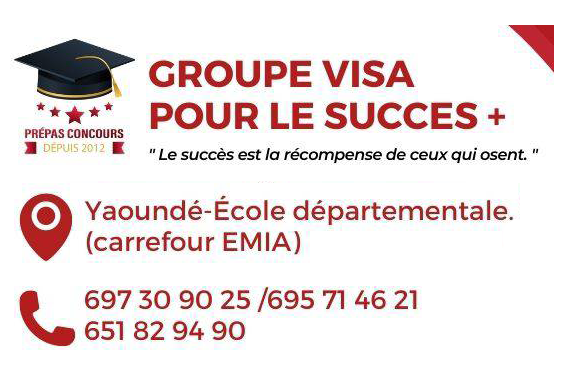 GROUPE VISA
POUR LE SUCCES +
PRÉPAS CONCOURS
DEPUIS 2012
" Le succès est la récompense de ceux qui osent. "
Yaoundé-École départementale.
(carrefour EMIA)
697 30 90 25 /695 71 46 21
651 82 94 90